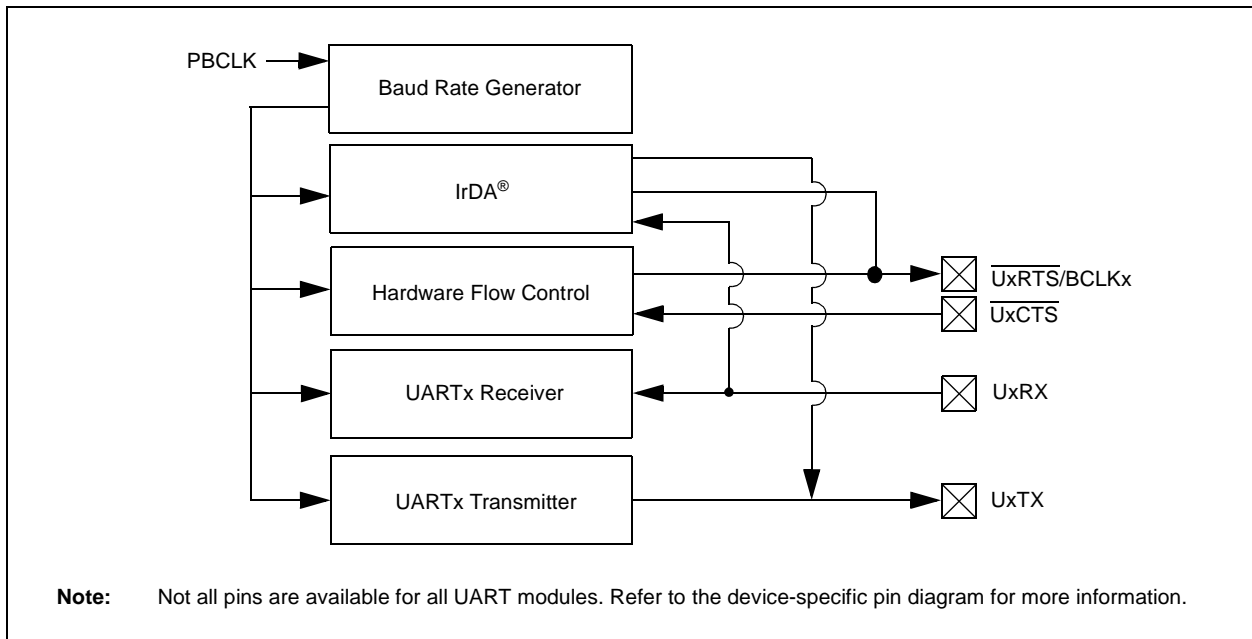 PBCLK
Baud Rate Generator
IrDA®
Hardware Flow Control
UxRTS/BCLKx
UxCTS
UARTx Receiver
UxRX
UARTx Transmitter
UxTX
Note: Not all pins are available for all UART modules. Refer to the device-specific pin diagram for more information.